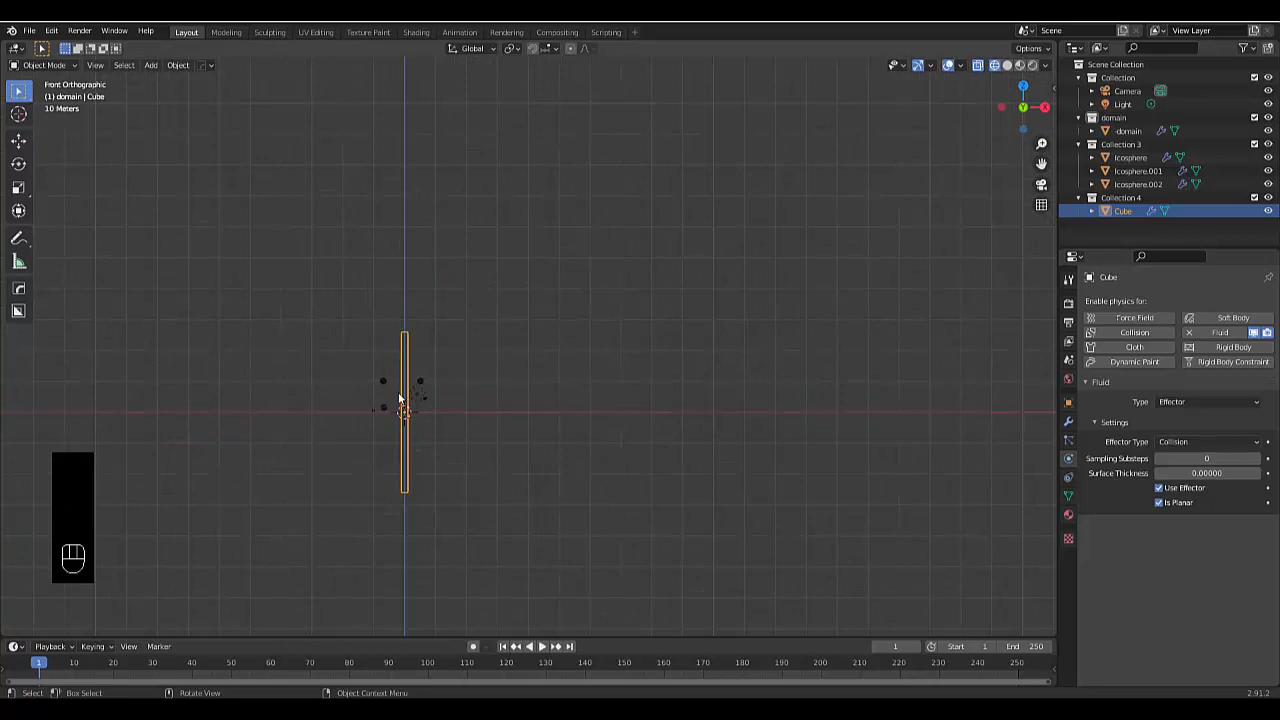 File Edit Render Window Help Layout Modeling Sculpting UV Editing Texture Paint Shading Animation Rendering Compositing Scripting + Scene View Layer
Global Options
Object Mode View Select Add Object
Front Orthographic
(1) domain | Cube
10 Meters
Z
Y
X
Scene Collection
Collection
Camera
Light
domain
domain
Collection 3
Icosphere
Icosphere.001
Icosphere.002
Collection 4
Cube
Cube
Enable physics for:
Force Field Soft Body
Collision Fluid
Cloth Rigid Body
Dynamic Paint Rigid Body Constraint
Fluid
Type Effector
Settings
Effector Type Collision
Sampling Substeps 0
Surface Thickness 0.00000
Use Effector
Is Planar
Playback Keying View Marker 1 Start 1 End 250
1 10 20 30 40 50 60 70 80 90 100 110 120 130 140 150 160 170 180 190 200 210 220 230 240 250
Select Box Select Rotate View Object Context Menu 2.91.2